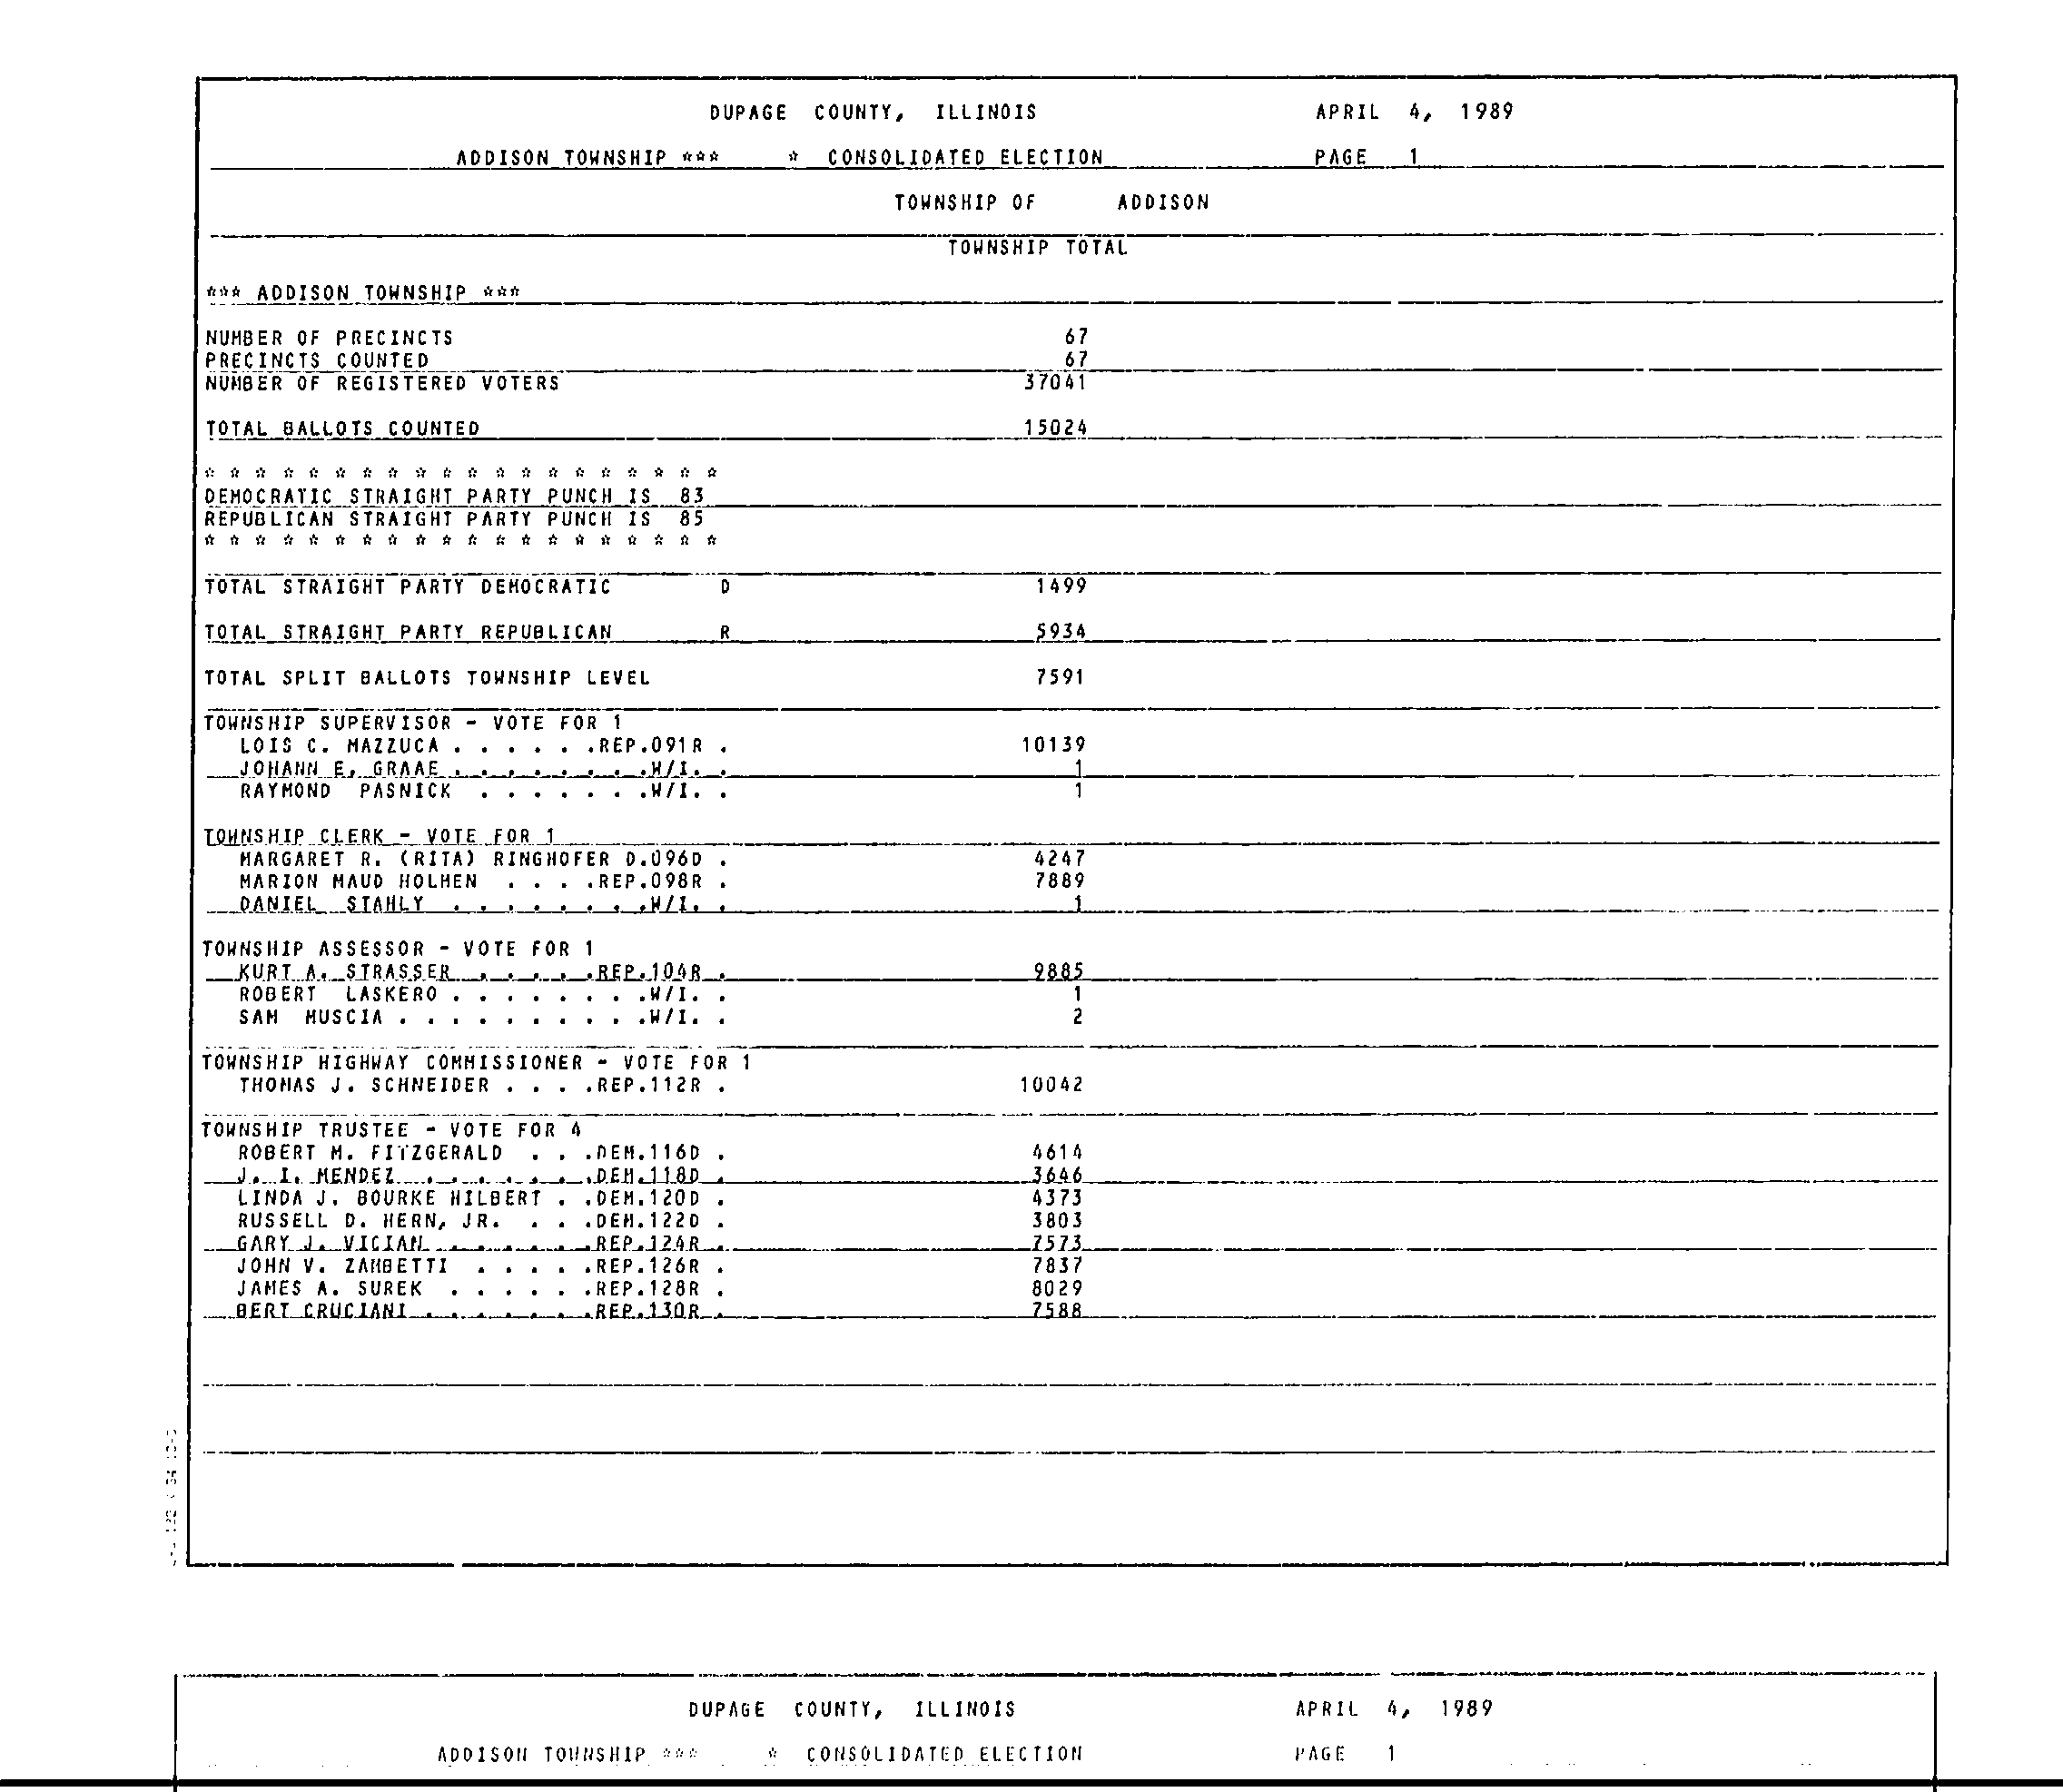 DUPAGE COUNTY, ILLINOIS APRIL 4, 1989
ADDISON TOWNSHIP *** * CONSOLIDATED ELECTION PAGE 1
TOWNSHIP OF ADDISON
TOWNSHIP TOTAL
*** ADDISON TOWNSHIP ***
NUMBER OF PRECINCTS 67
PRECINCTS COUNTED 67
NUMBER OF REGISTERED VOTERS 37041
TOTAL BALLOTS COUNTED 15024
* * * * * * * * * * * * * * * * * * * *
DEMOCRATIC STRAIGHT PARTY PUNCH IS 83
REPUBLICAN STRAIGHT PARTY PUNCH IS 85
* * * * * * * * * * * * * * * * * * * *
TOTAL STRAIGHT PARTY DEMOCRATIC D 1499
TOTAL STRAIGHT PARTY REPUBLICAN R 5934
TOTAL SPLIT BALLOTS TOWNSHIP LEVEL 7591
TOWNSHIP SUPERVISOR - VOTE FOR 1
LOIS C. MAZZUCA . . . . . .REP.091R . 10139
JOHANN E. GRAAE . . . . . . . .W/I. . 1
RAYMOND PASNICK . . . . . . .W/I. . 1
TOWNSHIP CLERK - VOTE FOR 1
MARGARET R. (RITA) RINGHOFER D.096D . 4247
MARION MAUD HOLMEN . . . .REP.098R . 7889
DANIEL STAHLY . . . . . . . .W/I. . 1
TOWNSHIP ASSESSOR - VOTE FOR 1
KURT A. STRASSER . . . . . .REP.104R . 9885
ROBERT LASKERO . . . . . . . .W/I. . 1
SAM MUSCIA . . . . . . . . . .W/I. . 2
TOWNSHIP HIGHWAY COMMISSIONER - VOTE FOR 1
THOMAS J. SCHNEIDER . . . .REP.112R . 10042
TOWNSHIP TRUSTEE - VOTE FOR 4
ROBERT M. FITZGERALD . . .DEM.116D . 4614
J. I. MENDEZ . . . . . . . .DEM.118D . 3646
LINDA J. BOURKE HILBERT . .DEM.120D . 4373
RUSSELL D. HERN, JR. . . .DEM.122D . 3803
GARY J. VICIAN . . . . . . .REP.124R . 7573
JOHN V. ZAMBETTI . . . . .REP.126R . 7837
JAMES A. SUREK . . . . . .REP.128R . 8029
BERT CRUCIANI . . . . . . .REP.130R . 7588
DUPAGE COUNTY, ILLINOIS APRIL 4, 1989
ADDISON TOWNSHIP *** * CONSOLIDATED ELECTION PAGE 1